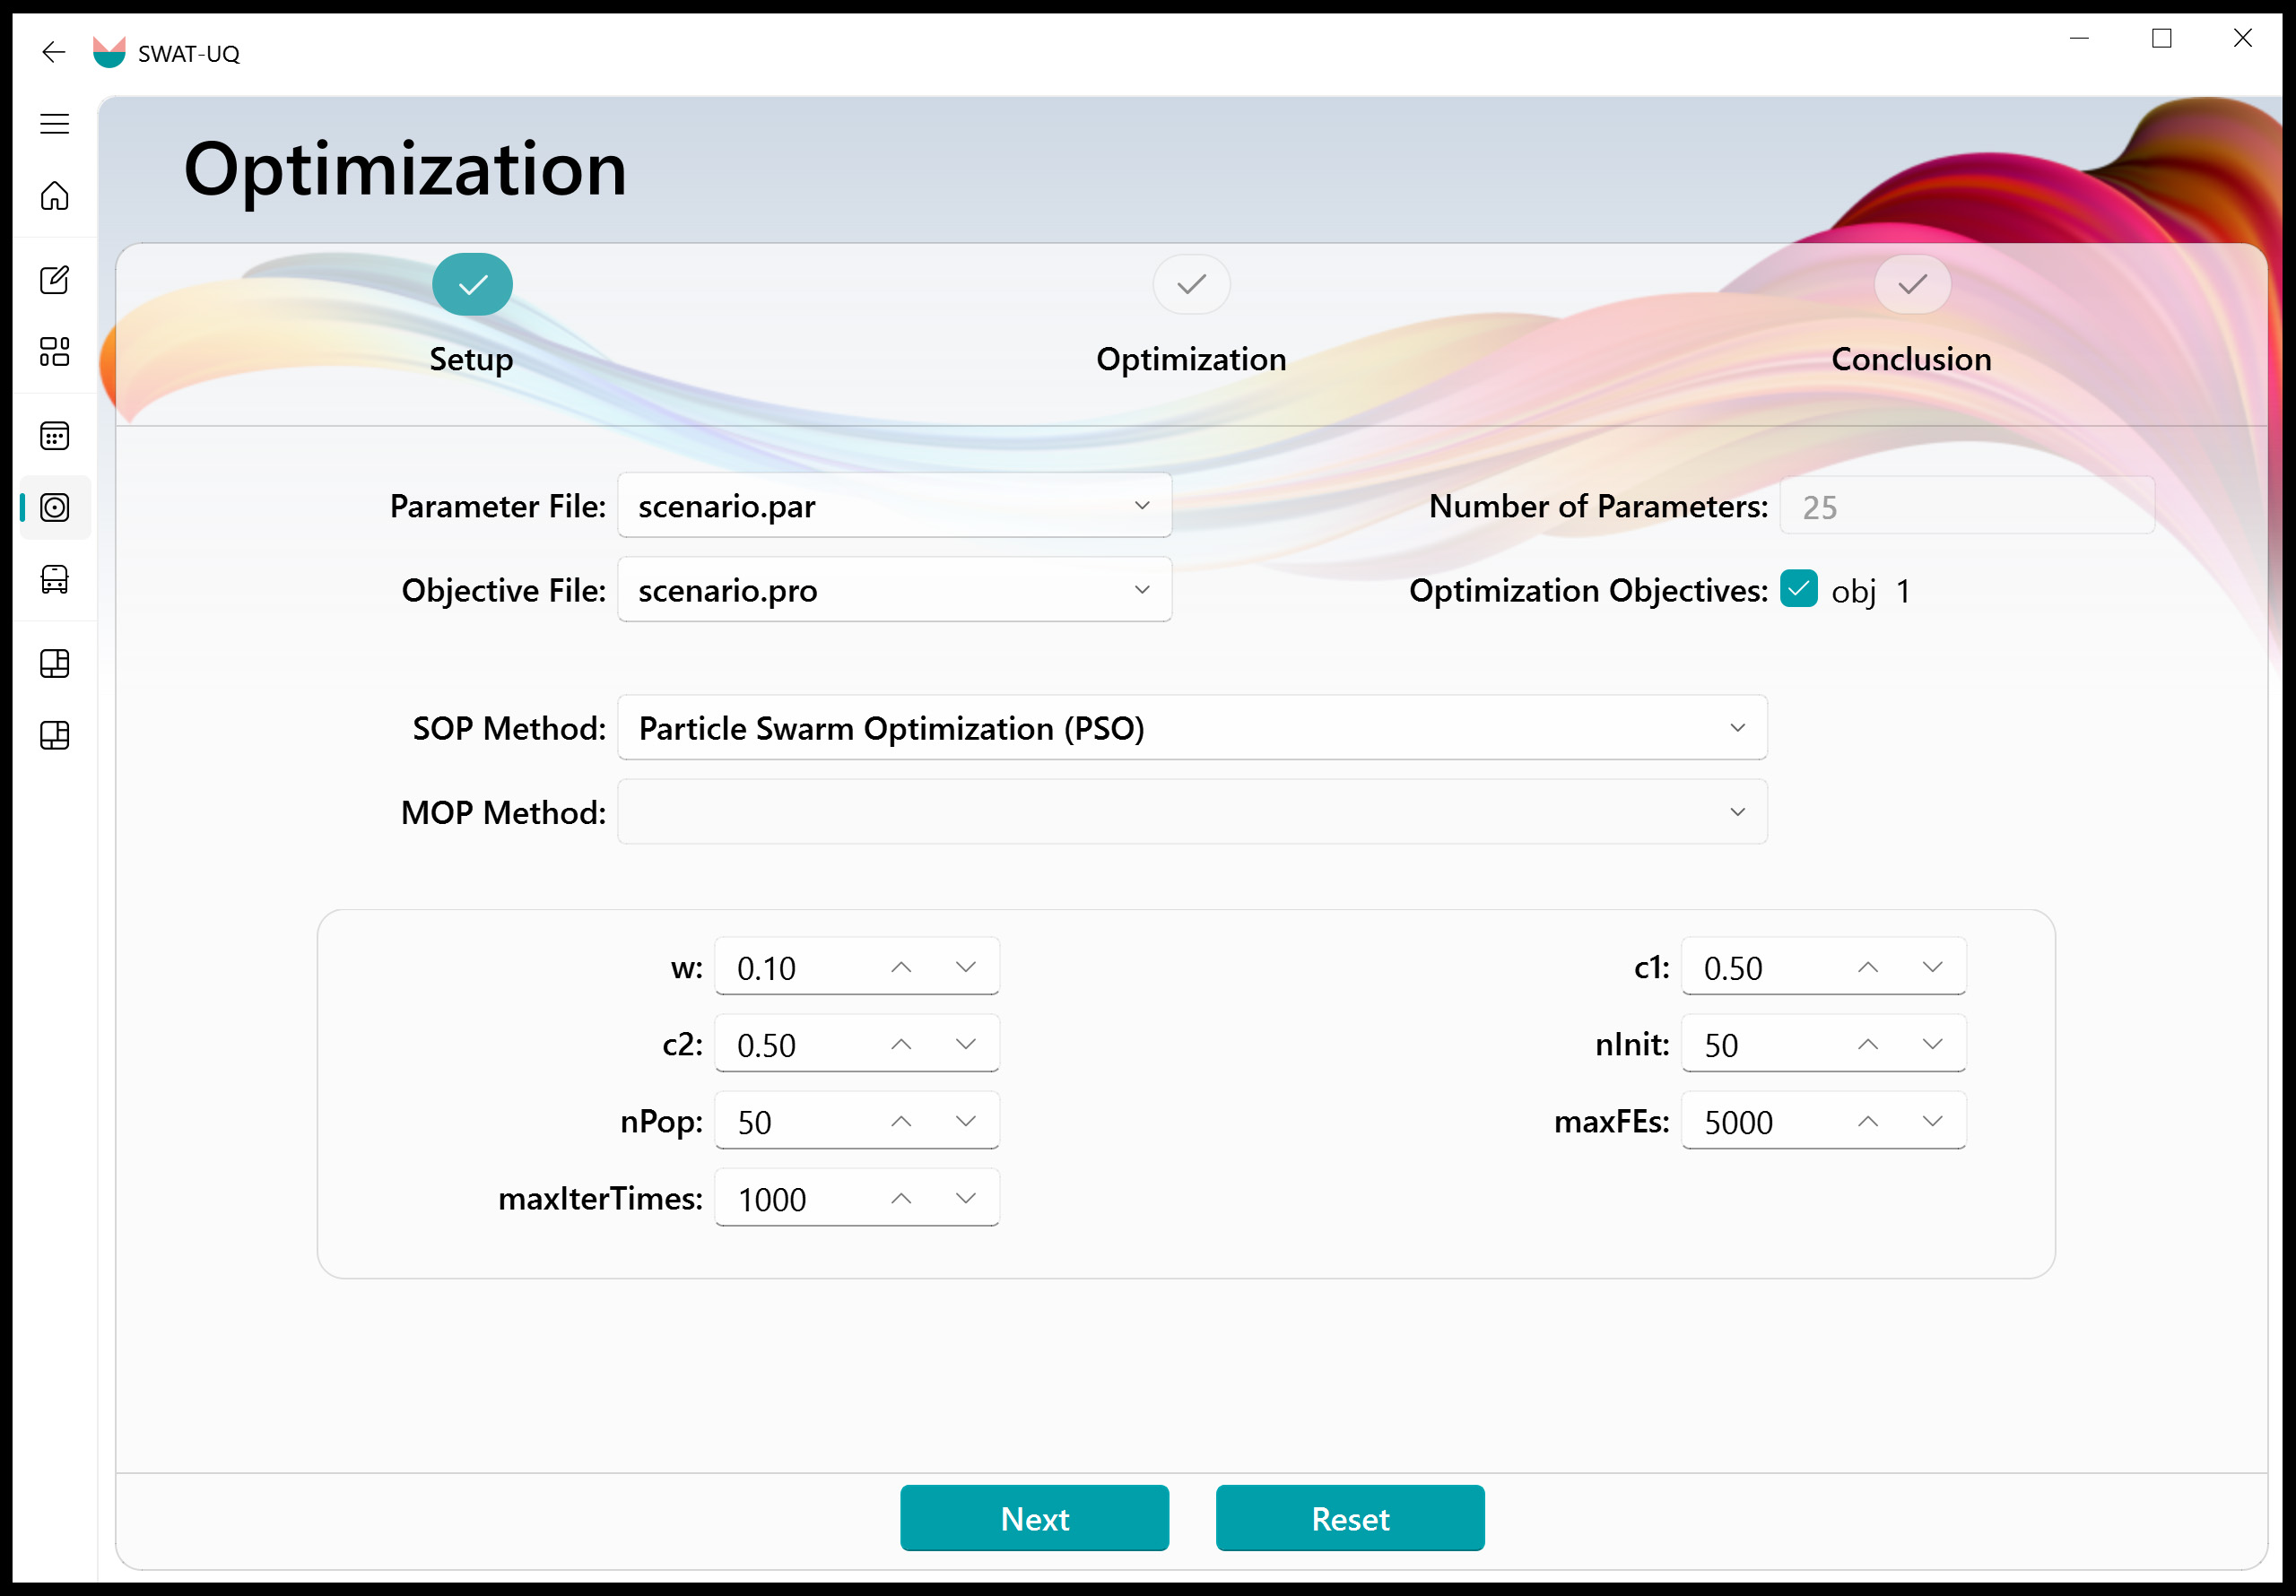 SWAT-UQ
Optimization
Setup
Optimization
Conclusion
Parameter File: scenario.par
Number of Parameters: 25
Objective File: scenario.pro
Optimization Objectives: obj 1
SOP Method: Particle Swarm Optimization (PSO)
MOP Method:
w: 0.10
c1: 0.50
c2: 0.50
nInit: 50
nPop: 50
maxFEs: 5000
maxIterTimes: 1000
Next
Reset